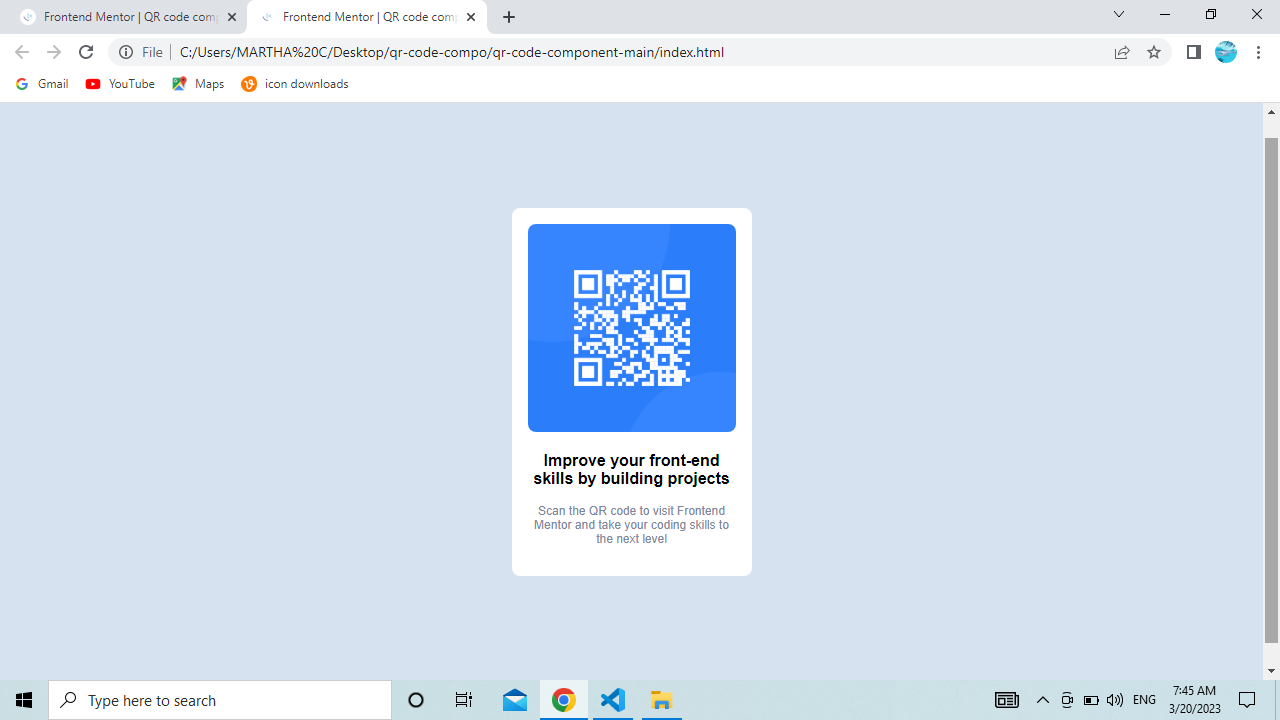 Frontend Mentor | QR code comp
Frontend Mentor | QR code comp
File
C:/Users/MARTHA%20C/Desktop/qr-code-compo/qr-code-component-main/index.html
Gmail
YouTube
Maps
icon downloads
Improve your front-end
skills by building projects
Scan the QR code to visit Frontend
Mentor and take your coding skills to
the next level
Type here to search
ENG
7:45 AM
3/20/2023